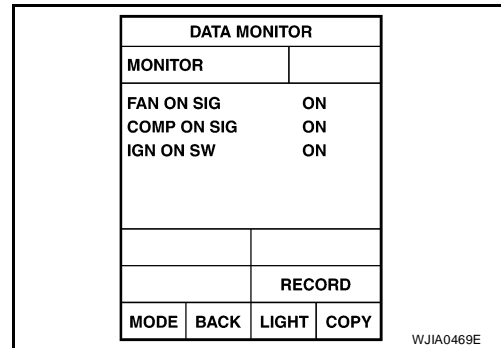 DATA MONITOR
MONITOR
FAN ON SIG ON
COMP ON SIG ON
IGN ON SW ON
RECORD
MODE BACK LIGHT COPY
WJIA0469E